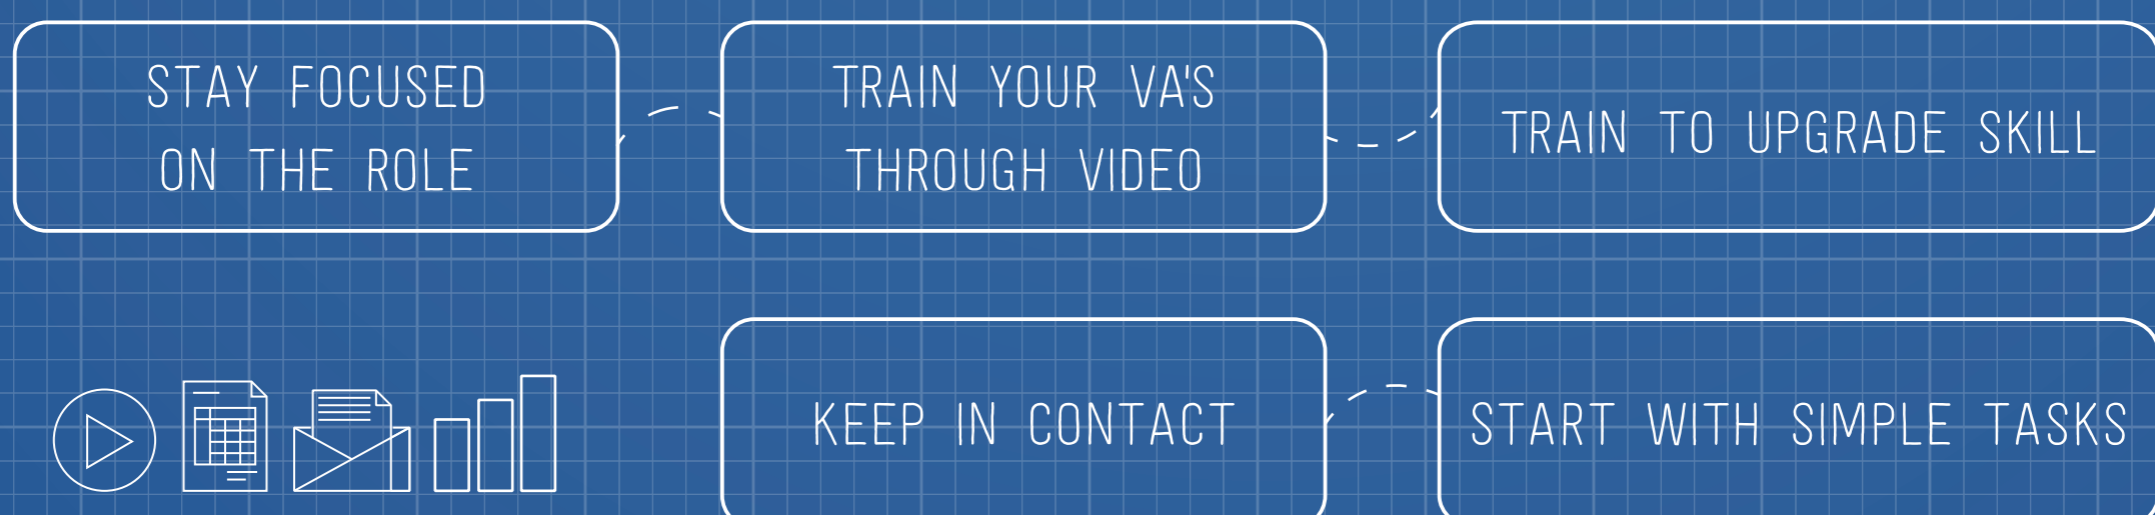 STAY FOCUSED
ON THE ROLE
TRAIN YOUR VA'S
THROUGH VIDEO
TRAIN TO UPGRADE SKILL
KEEP IN CONTACT
START WITH SIMPLE TASKS